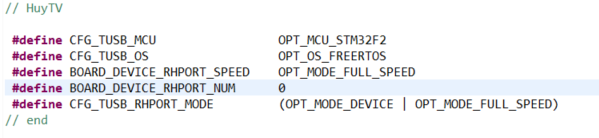 // HuyTV
#define CFG_TUSB_MCU OPT_MCU_STM32F2
#define CFG_TUSB_OS OPT_OS_FREERTOS
#define BOARD_DEVICE_RHPORT_SPEED OPT_MODE_FULL_SPEED
#define BOARD_DEVICE_RHPORT_NUM 0
#define CFG_TUSB_RHPORT_MODE (OPT_MODE_DEVICE | OPT_MODE_FULL_SPEED)
// end